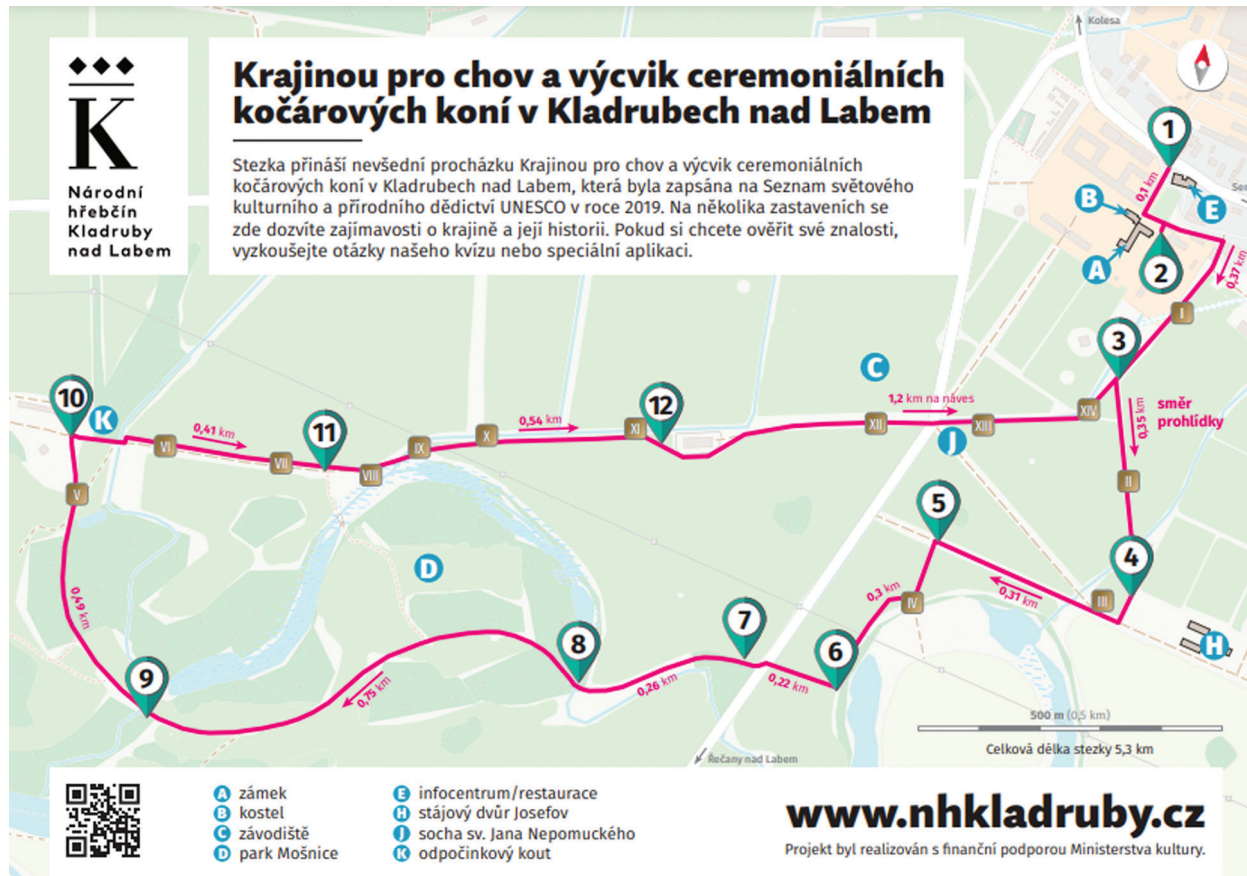 Krajinou pro chov a výcvik ceremoniálních
kočárových koní v Kladrubech nad Labem
Stezka přináší nevšední procházku Krajinou pro chov a výcvik ceremoniálních
kočárových koní v Kladrubech nad Labem, která byla zapsána na Seznam světového
kulturního a přírodního dědictví UNESCO v roce 2019. Na několika zastaveních se
zde dozvíte zajímavosti o krajině a její historii. Pokud si chcete ověřit své znalosti,
vyzkoušejte otázky našeho kvízu nebo speciální aplikaci.
K
Národní
hřebčín
Kladruby
nad Labem
Kolesa
1
0,1 km
B
E
A
2
0,37 km
I
3
C
10
K
12
1,2 km na náves
XIV
směr
prohlídky
0,35 km
0,41 km
11
0,54 km
XI
XII
XIII
J
VI
VII
VIII
IX
X
V
II
5
4
D
0,3 km
IV
0,31 km
III
H
0,49 km
7
8
6
9
0,75 km
0,26 km
0,22 km
500 m (0,5 km)
Celková délka stezky 5,3 km
Řečany nad Labem
A zámek
B kostel
C závodiště
D park Mošnice
E infocentrum/restaurace
H stájový dvůr Josefov
J socha sv. Jana Nepomuckého
K odpočinkový kout
www.nhkladruby.cz
Projekt byl realizován s finanční podporou Ministerstva kultury.